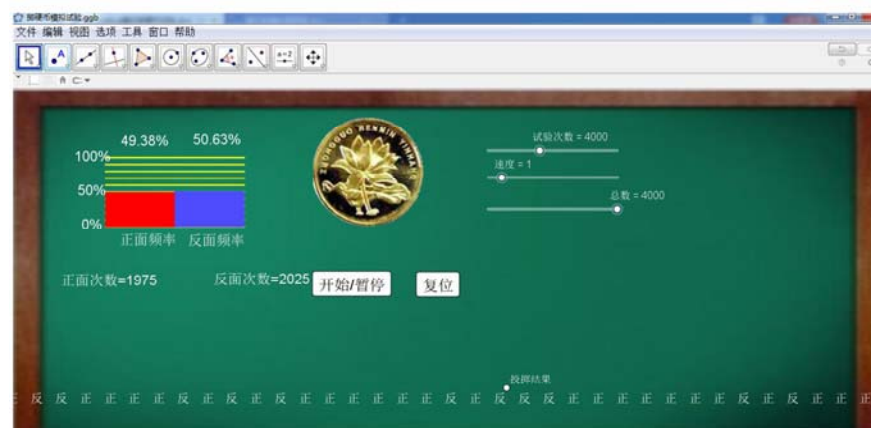 掷硬币模拟试验.ggb
文件 编辑 视图 选项 工具 窗口 帮助
A
a=2
49.38% 50.63%
100%
50%
0%
正面频率 反面频率
试验次数 = 4000
速度 = 1
总数 = 4000
正面次数=1975 反面次数=2025 开始/暂停 复位
投掷结果
反 反 正 正 正 反 正 反 正 反 正 正 正 正 正 正 反 正 反 反 反 正 正 正 正 正 正 反 正 反 正 正